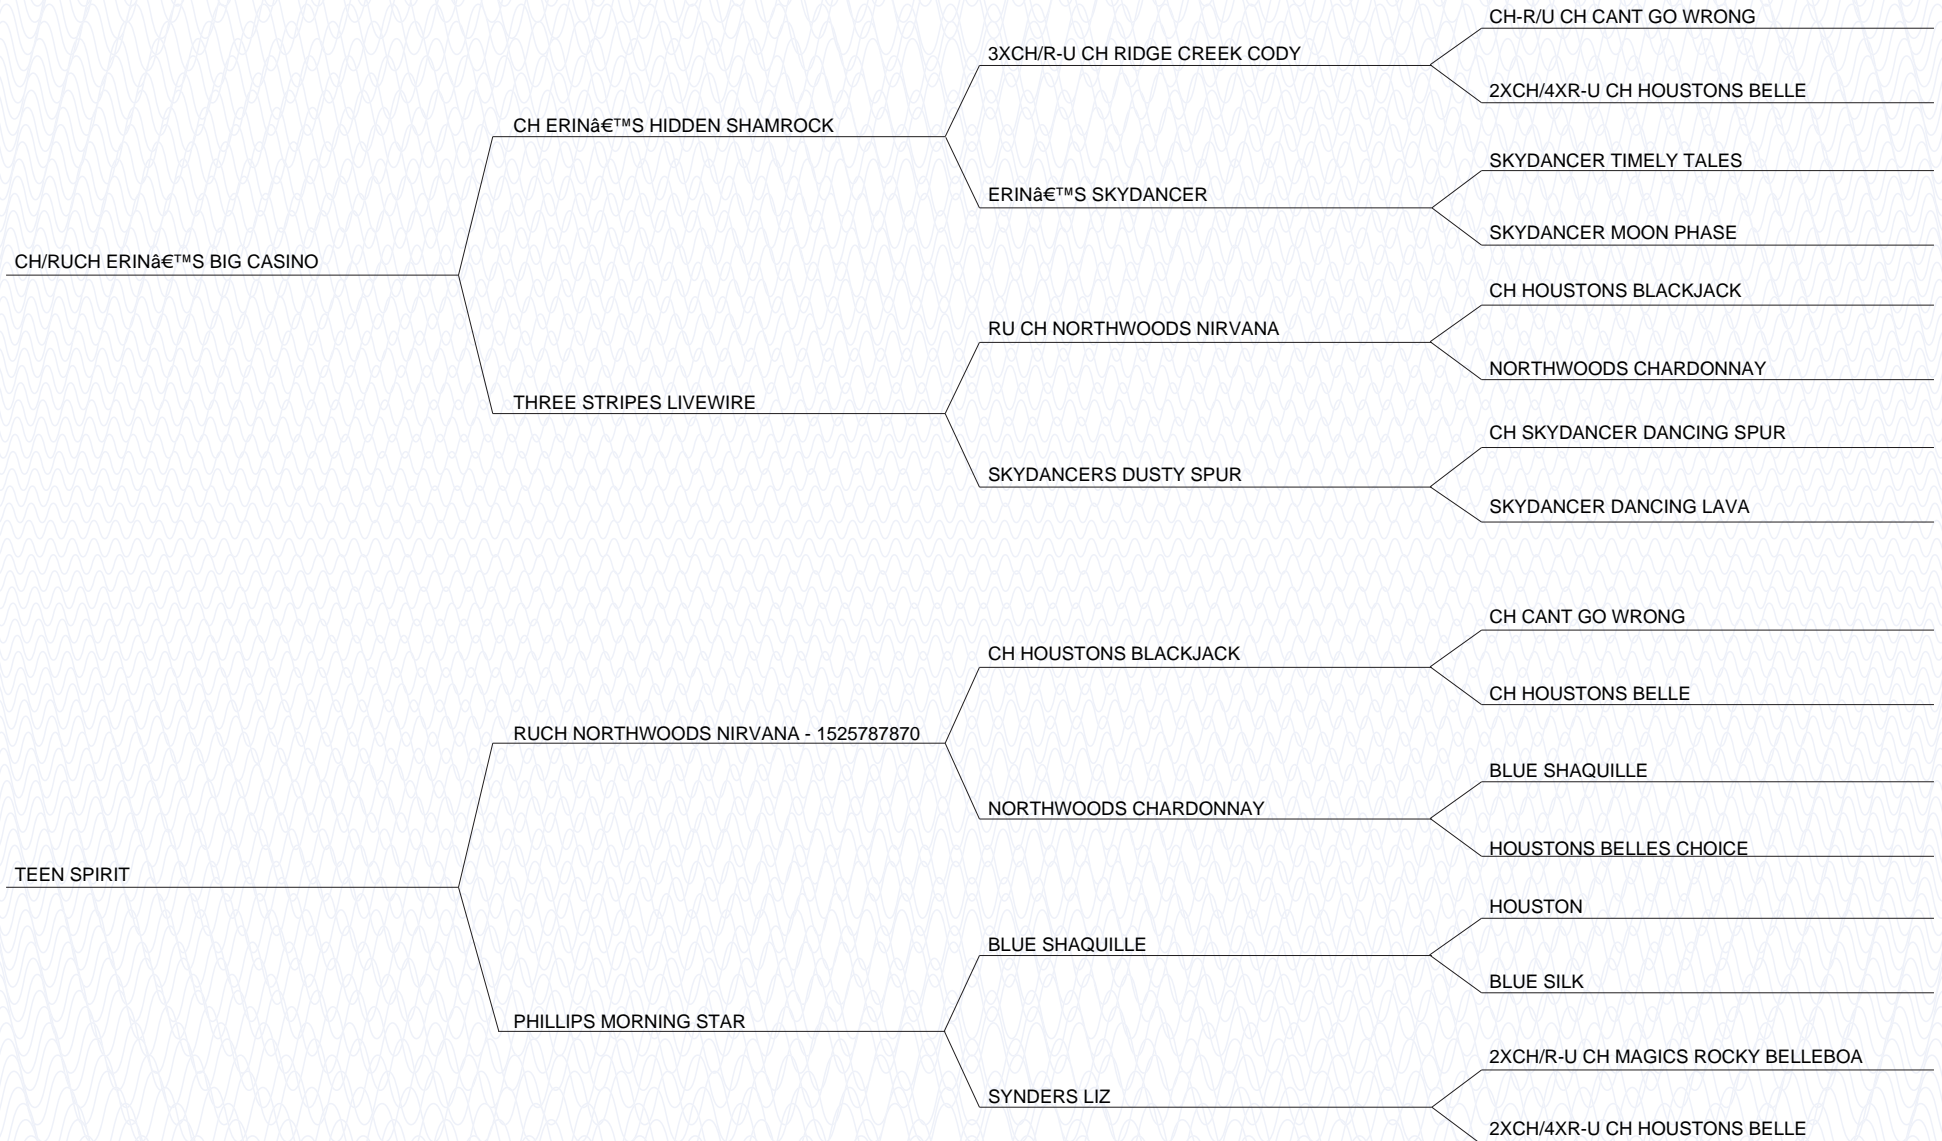 CH-R/U CH CANT GO WRONG
3XCH/R-U CH RIDGE CREEK CODY
2XCH/4XR-U CH HOUSTONS BELLE
CH ERINâ€™S HIDDEN SHAMROCK
SKYDANCER TIMELY TALES
ERINâ€™S SKYDANCER
SKYDANCER MOON PHASE
CH/RUCH ERINâ€™S BIG CASINO
CH HOUSTONS BLACKJACK
RU CH NORTHWOODS NIRVANA
NORTHWOODS CHARDONNAY
THREE STRIPES LIVEWIRE
CH SKYDANCER DANCING SPUR
SKYDANCERS DUSTY SPUR
SKYDANCER DANCING LAVA
CH CANT GO WRONG
CH HOUSTONS BLACKJACK
CH HOUSTONS BELLE
RUCH NORTHWOODS NIRVANA - 1525787870
BLUE SHAQUILLE
NORTHWOODS CHARDONNAY
HOUSTONS BELLES CHOICE
TEEN SPIRIT
HOUSTON
BLUE SHAQUILLE
BLUE SILK
PHILLIPS MORNING STAR
2XCH/R-U CH MAGICS ROCKY BELLEBOA
SYNDERS LIZ
2XCH/4XR-U CH HOUSTONS BELLE